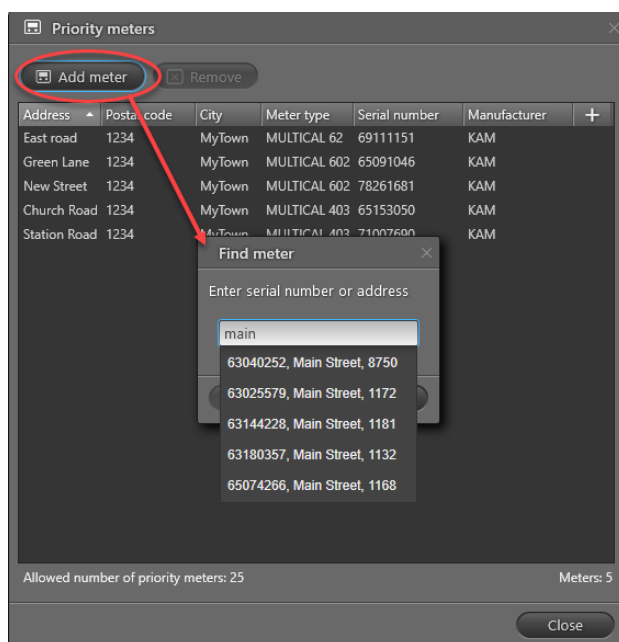 Priority meters
Add meter Remove
Address Postal code City Meter type Serial number Manufacturer +
East road 1234 MyTown MULTICAL 62 69111151 KAM
Green Lane 1234 MyTown MULTICAL 602 65091046 KAM
New Street 1234 MyTown MULTICAL 602 78261681 KAM
Church Road 1234 MyTown MULTICAL 403 65153050 KAM
Station Road 1234 MyTown MULTICAL 403 71007690 KAM
Find meter
Enter serial number or address
main
63040252, Main Street, 8750
63025579, Main Street, 1172
63144228, Main Street, 1181
63180357, Main Street, 1132
65074266, Main Street, 1168
Allowed number of priority meters: 25 Meters: 5
Close